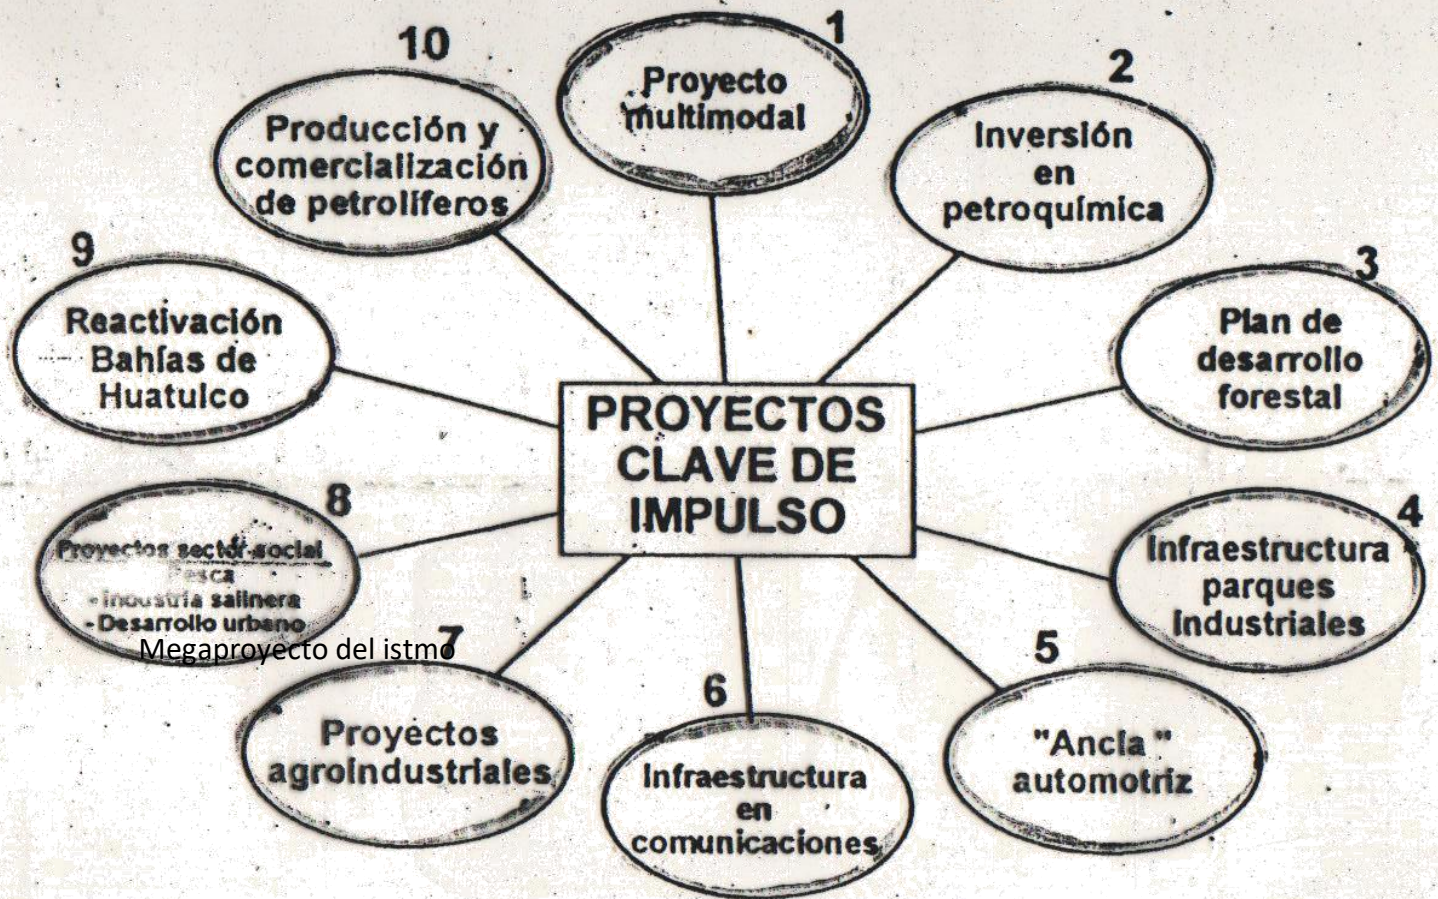 10
Producción y
comercialización
de petrolíferos
1
Proyecto
multimodal
2
Inversión
en
petroquímica
9
Reactivación
Bahías de
Huatulco
3
Plan de
desarrollo
forestal
PROYECTOS
CLAVE DE
IMPULSO
8
Proyectos sector social
Pesca
- Industria salinera
- Desarrollo urbano
4
Infraestructura
parques
industriales
Megaproyecto del istmo
7
Proyectos
agroindustriales
6
Infraestructura
en
comunicaciones
5
"Ancla"
automotriz